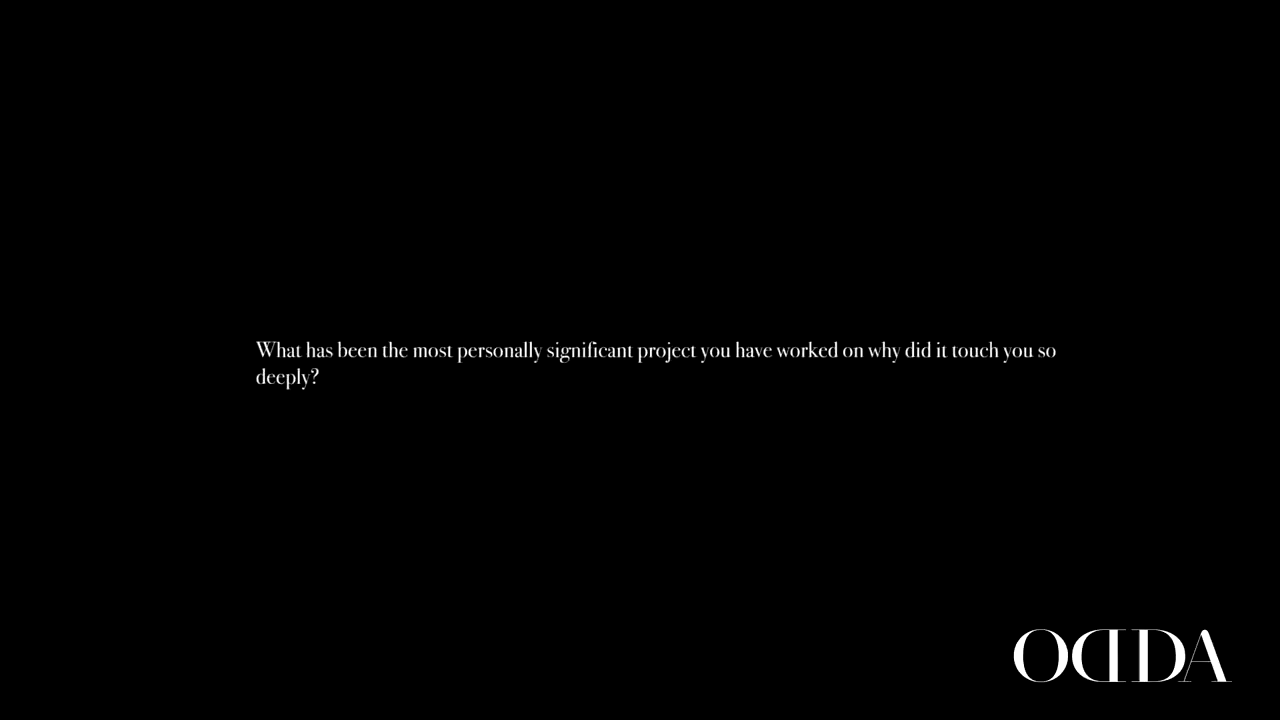 What has been the most personally significant project you have worked on why did it touch you so
deeply?
ODDA